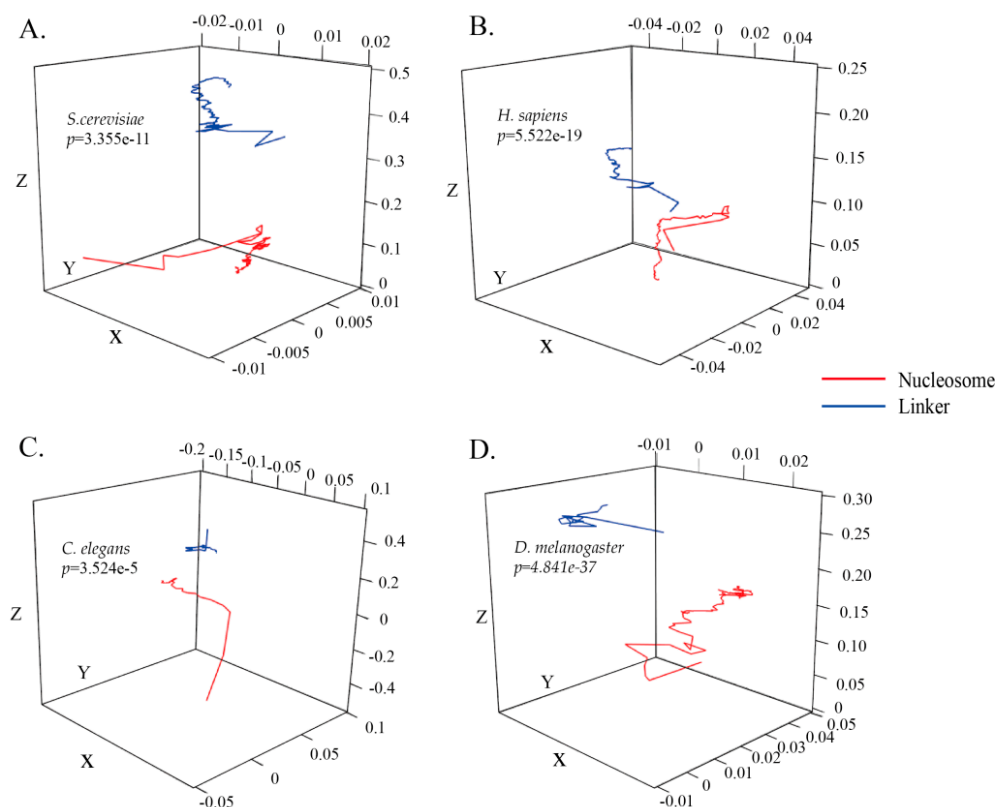 A.
-0.02 -0.01 0 0.01 0.02
S.cerevisiae
p=3.355e-11
Z
0.5
0.4
0.3
0.2
0.1
0
Y
X
0.01
0.005
0
-0.005
-0.01
B.
-0.04 -0.02 0 0.02 0.04
H. sapiens
p=5.522e-19
Z
0.25
0.20
0.15
0.10
0.05
0
Y
X
0.04
0.02
0
-0.02
-0.04
Nucleosome
Linker
C.
-0.2 -0.15 -0.1 -0.05 0 0.05 0.1
C. elegans
p=3.524e-5
Z
0.4
0.2
0
-0.2
-0.4
Y
X
0.1
0.05
0
-0.05
D.
-0.01 0 0.01 0.02
D. melanogaster
p=4.841e-37
Z
0.30
0.25
0.20
0.15
0.10
0.05
0
Y
X
0.05
0.04
0.03
0.02
0.01
0
-0.01